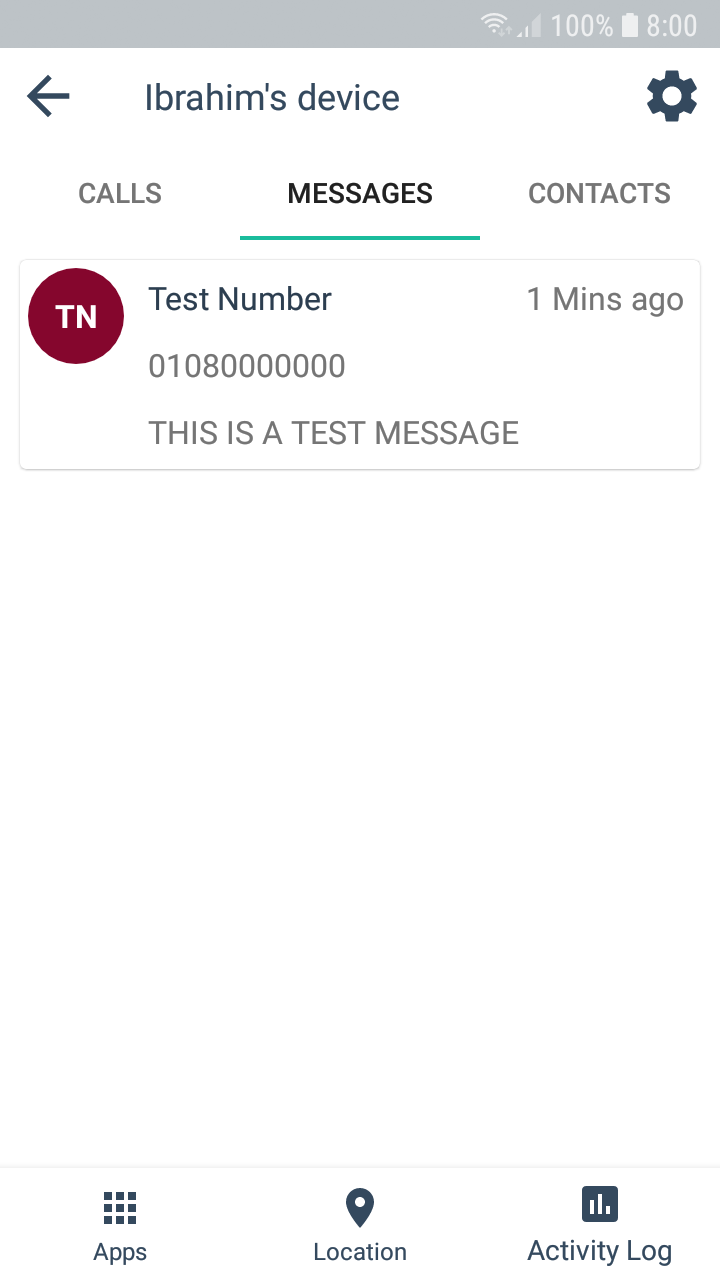 100% 8:00
Ibrahim's device
CALLS MESSAGES CONTACTS
TN Test Number 1 Mins ago
01080000000
THIS IS A TEST MESSAGE
Apps Location Activity Log